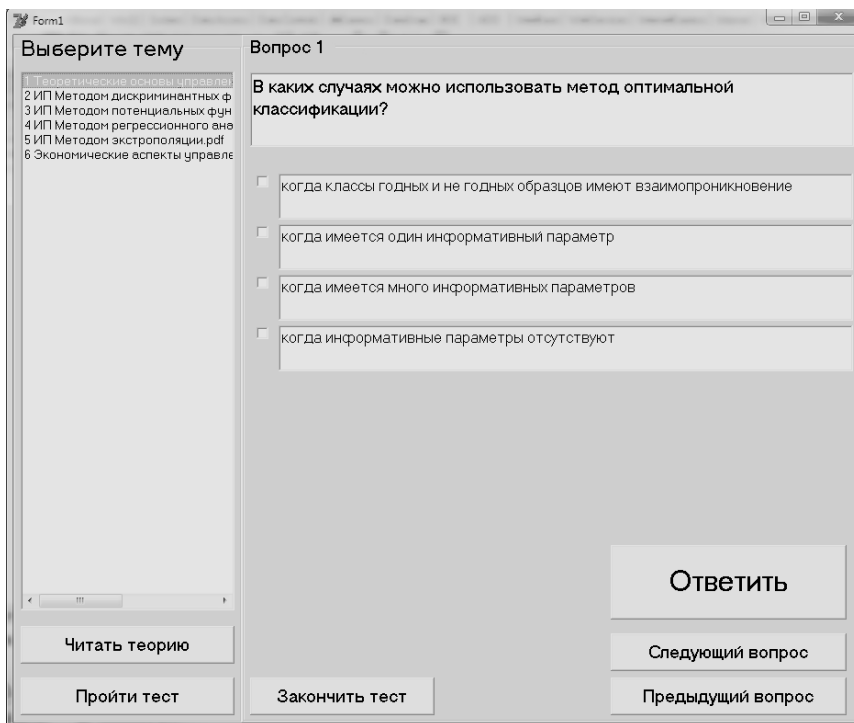 Form1
Выберите тему
1 Теоретические основы управлен
2 ИП Методом дискриминантных ф
3 ИП Методом потенциальных фун
4 ИП Методом регрессионного ана
5 ИП Методом экстрополяции.pdf
6 Экономические аспекты управле
Читать теорию
Пройти тест
Вопрос 1
В каких случаях можно использовать метод оптимальной
классификации?
когда классы годных и не годных образцов имеют взаимопроникновение
когда имеется один информативный параметр
когда имеется много информативных параметров
когда информативные параметры отсутствуют
Ответить
Следующий вопрос
Закончить тест
Предыдущий вопрос